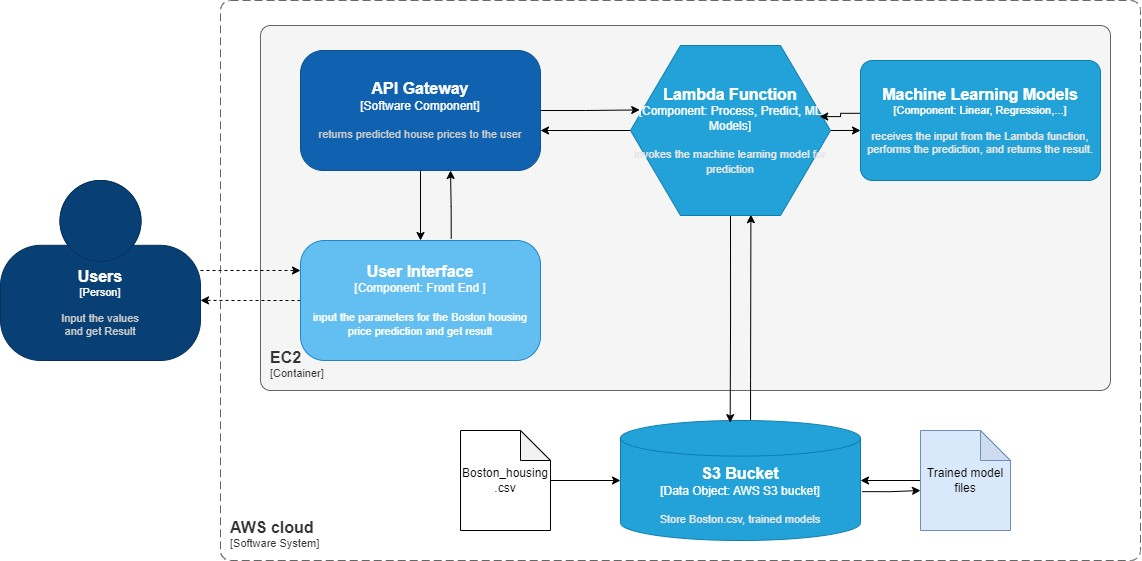 API Gateway
[Software Component]
returns predicted house prices to the user
Lambda Function
[Component: Process, Predict, ML
Models]
invokes the machine learning model for
prediction
Machine Learning Models
[Component: Linear, Regression,...]
receives the input from the Lambda function,
performs the prediction, and returns the result.
Users
[Person]
Input the values
and get Result
User Interface
[Component: Front End ]
input the parameters for the Boston housing
price prediction and get result
EC2
[Container]
Boston_housing
.csv
S3 Bucket
[Data Object: AWS S3 bucket]
Store Boston.csv, trained models
Trained model
files
AWS cloud
[Software System]